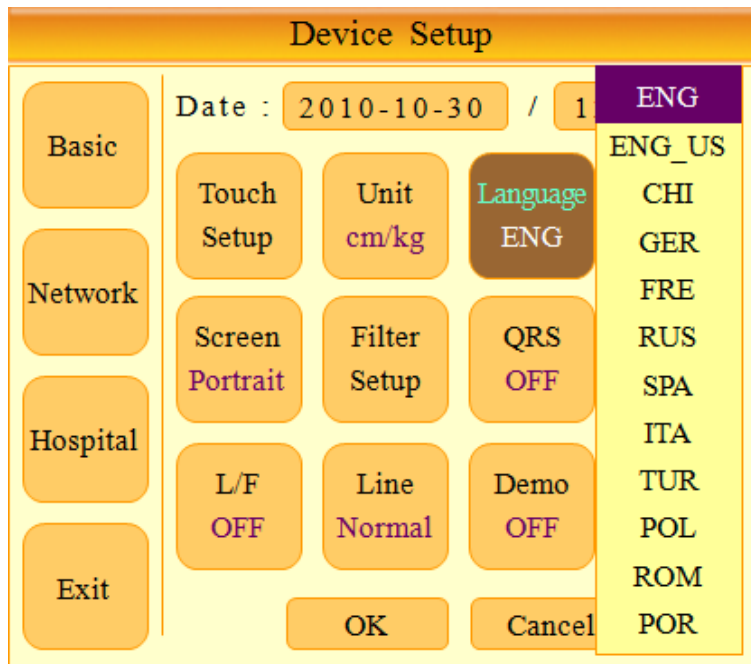 Device Setup
Date : 2010-10-30 /
Basic
Network
Hospital
Exit
Touch
Setup
Unit
cm/kg
Language
ENG
Screen
Portrait
Filter
Setup
QRS
OFF
L/F
OFF
Line
Normal
Demo
OFF
OK
Cancel
ENG
ENG_US
CHI
GER
FRE
RUS
SPA
ITA
TUR
POL
ROM
POR